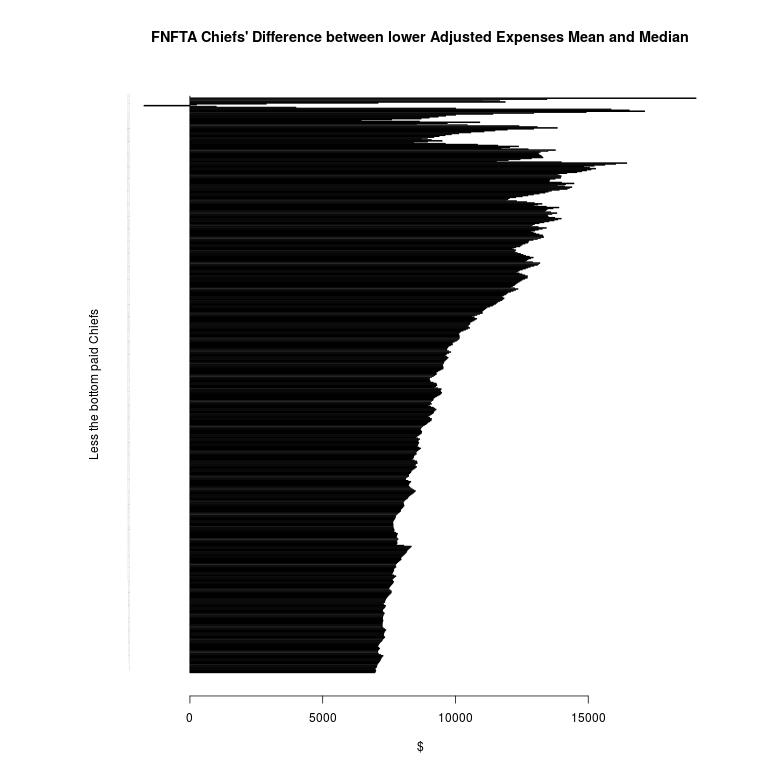 FNFTA Chiefs' Difference between lower Adjusted Expenses Mean and Median
Less the bottom paid Chiefs
0 5000 10000 15000
$